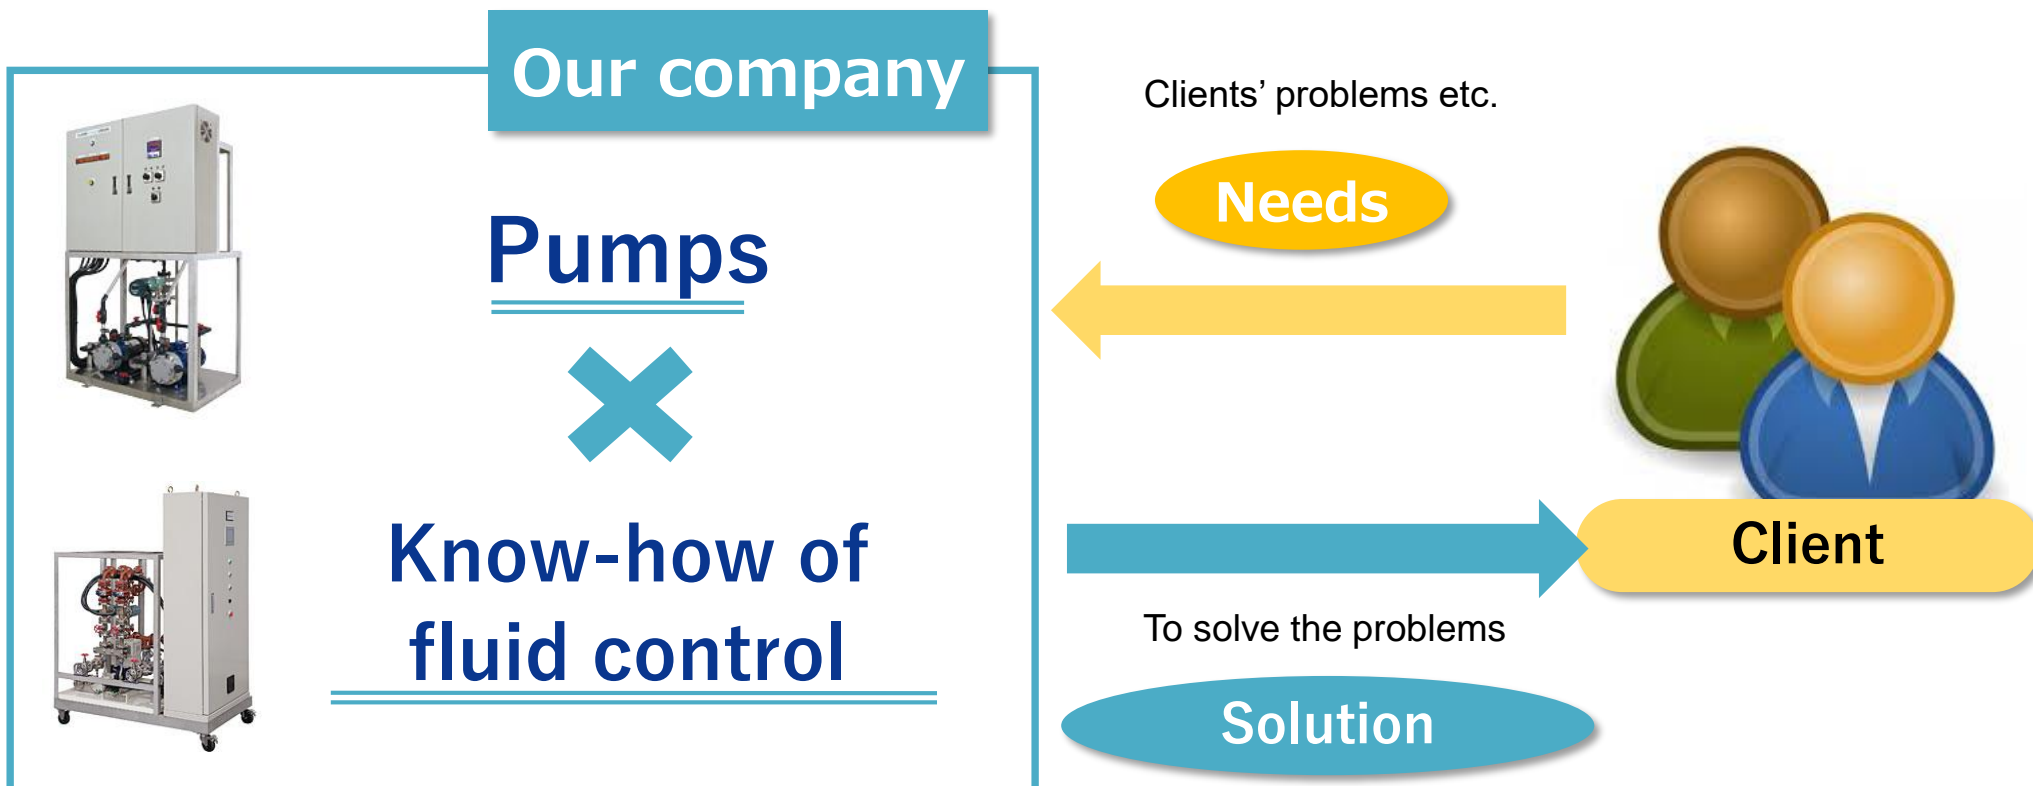 Our company
Pumps
Know-how of
fluid control
Clients’ problems etc.
Needs
To solve the problems
Solution
Client